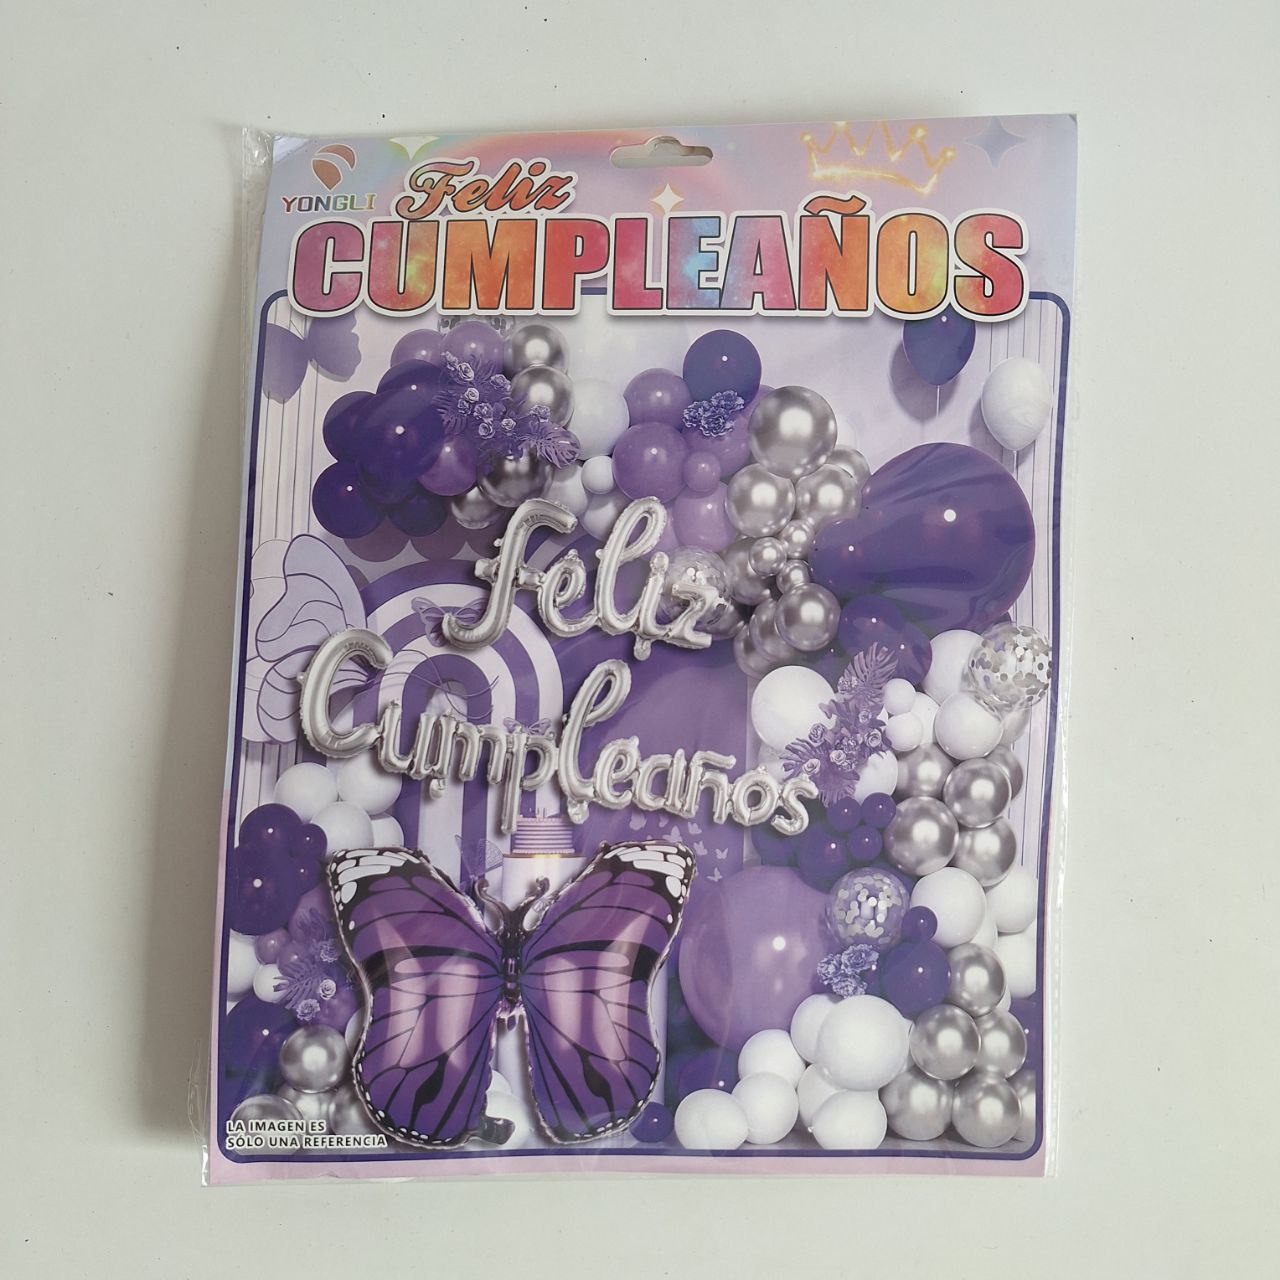 YONGLI
Feliz
CUMPLEAÑOS
Feliz
Cumpleaños
LA IMAGEN ES
SÓLO UNA REFERENCIA